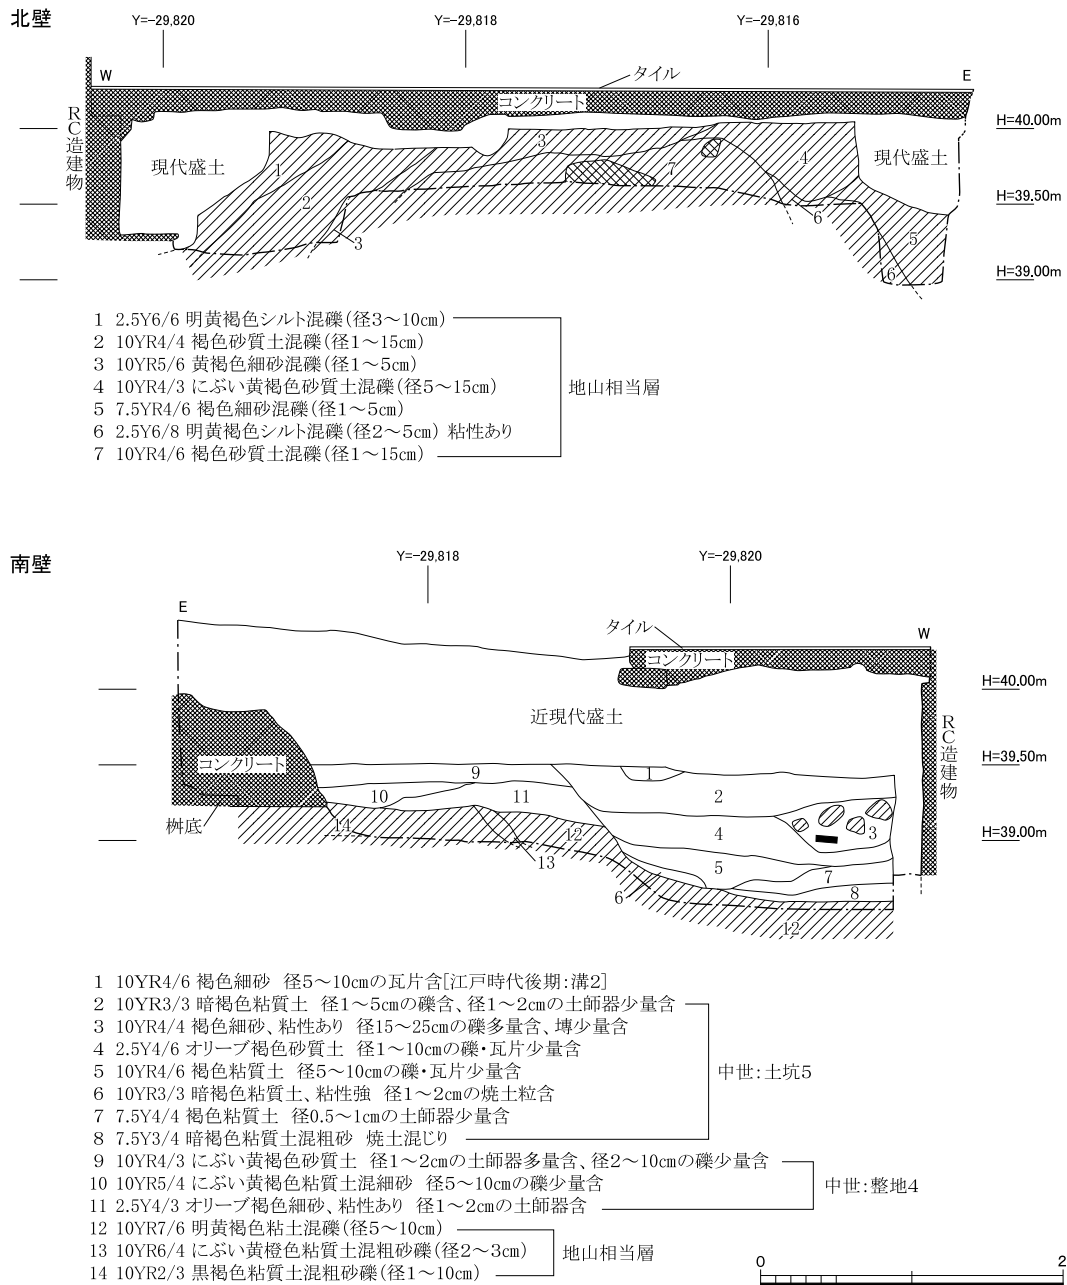 北壁
Y=-29,820
Y=-29,818
Y=-29,816
W
タイル
E
コンクリート
RC造建物
H=40.00m
現代盛土
1
2
3
3
7
4
現代盛土
6
5
6
H=39.50m
H=39.00m
1 2.5Y6/6 明黄褐色シルト混礫(径3～10cm)
2 10YR4/4 褐色砂質土混礫(径1～15cm)
3 10YR5/6 黄褐色細砂混礫(径1～5cm)
4 10YR4/3 にぶい黄褐色砂質土混礫(径5～15cm)
5 7.5YR4/6 褐色細砂混礫(径1～5cm)
6 2.5Y6/8 明黄褐色シルト混礫(径2～5cm) 粘性あり
7 10YR4/6 褐色砂質土混礫(径1～15cm)
地山相当層
南壁
Y=-29,818
Y=-29,820
E
タイル
W
コンクリート
H=40.00m
近現代盛土
RC造建物
コンクリート
H=39.50m
9
1
10
11
2
桝底
14
12
4
3
H=39.00m
13
5
7
6
8
12
1 10YR4/6 褐色細砂 径5～10cmの瓦片含[江戸時代後期:溝2]
2 10YR3/3 暗褐色粘質土 径1～5cmの礫含、径1～2cmの土師器少量含
3 10YR4/4 褐色細砂、粘性あり 径15～25cmの礫多量含、塼少量含
4 2.5Y4/6 オリーブ褐色砂質土 径1～10cmの礫・瓦片少量含
5 10YR4/6 褐色粘質土 径5～10cmの礫・瓦片少量含
6 10YR3/3 暗褐色粘質土、粘性強 径1～2cmの焼土粒含
7 7.5Y4/4 褐色粘質土 径0.5～1cmの土師器少量含
8 7.5Y3/4 暗褐色粘質土混粗砂 焼土混じり
中世:土坑5
9 10YR4/3 にぶい黄褐色砂質土 径1～2cmの土師器多量含、径2～10cmの礫少量含
10 10YR5/4 にぶい黄褐色粘質土混細砂 径5～10cmの礫少量含
11 2.5Y4/3 オリーブ褐色細砂、粘性あり 径1～2cmの土師器含
中世:整地4
12 10YR7/6 明黄褐色粘土混礫(径5～10cm)
13 10YR6/4 にぶい黄橙色粘質土混粗砂礫(径2～3cm)
14 10YR2/3 黒褐色粘質土混粗砂礫(径1～10cm)
地山相当層
0
2